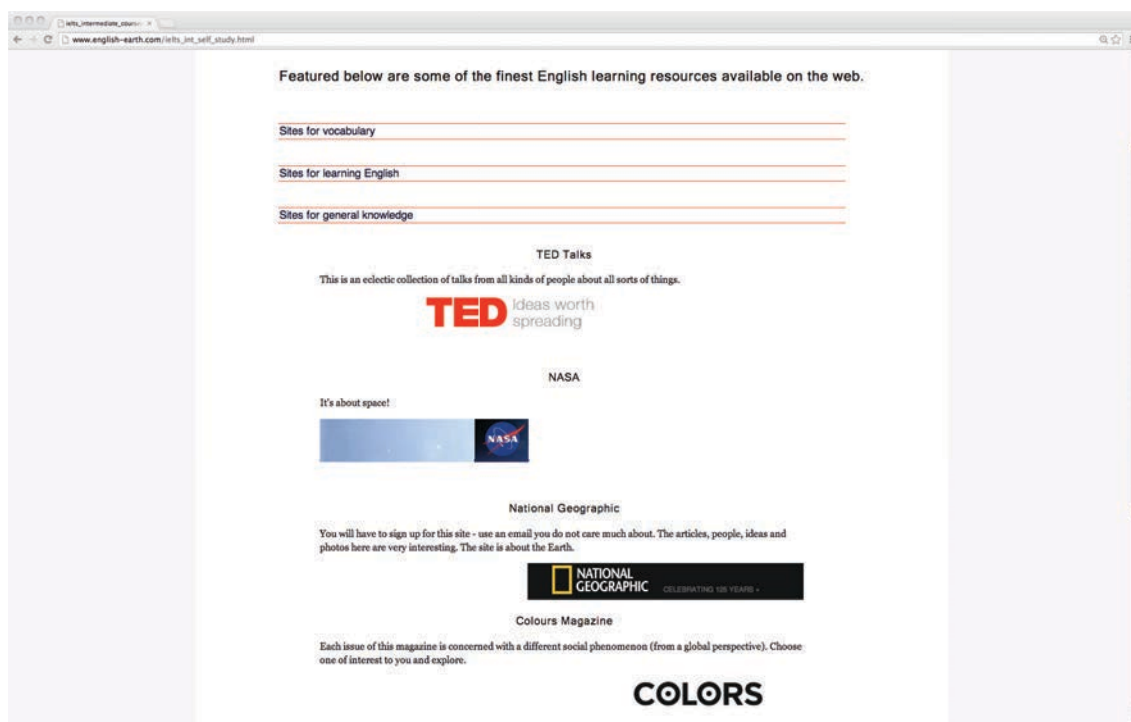 ielts_intermediate_course
www.english-earth.com/ielts_int_self_study.html
Featured below are some of the finest English learning resources available on the web.
Sites for vocabulary
Sites for learning English
Sites for general knowledge
TED Talks
This is an eclectic collection of talks from all kinds of people about all sorts of things.
TED Ideas worth
spreading
NASA
It's about space!
NASA
National Geographic
You will have to sign up for this site - use an email you do not care much about. The articles, people, ideas and
photos here are very interesting. The site is about the Earth.
NATIONAL
GEOGRAPHIC CELEBRATING 125 YEARS
Colours Magazine
Each issue of this magazine is concerned with a different social phenomenon (from a global perspective). Choose
one of interest to you and explore.
COLORS